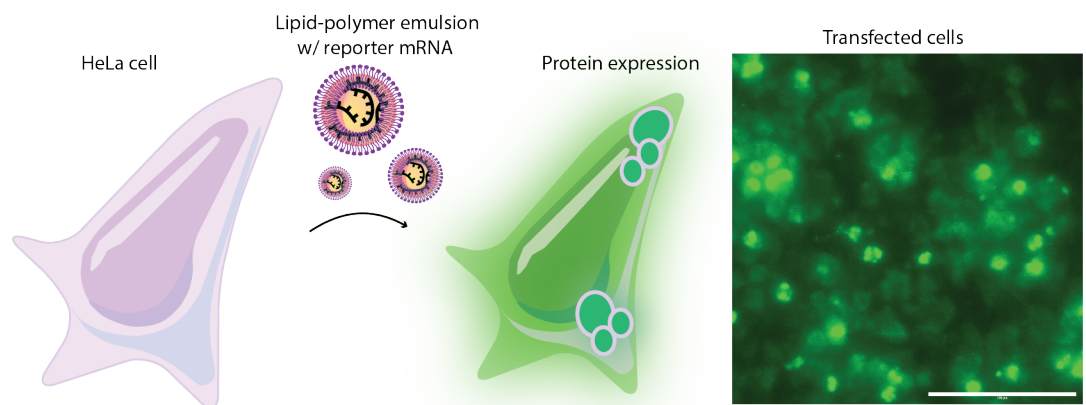 HeLa cell
Lipid-polymer emulsion
w/ reporter mRNA
Protein expression
Transfected cells